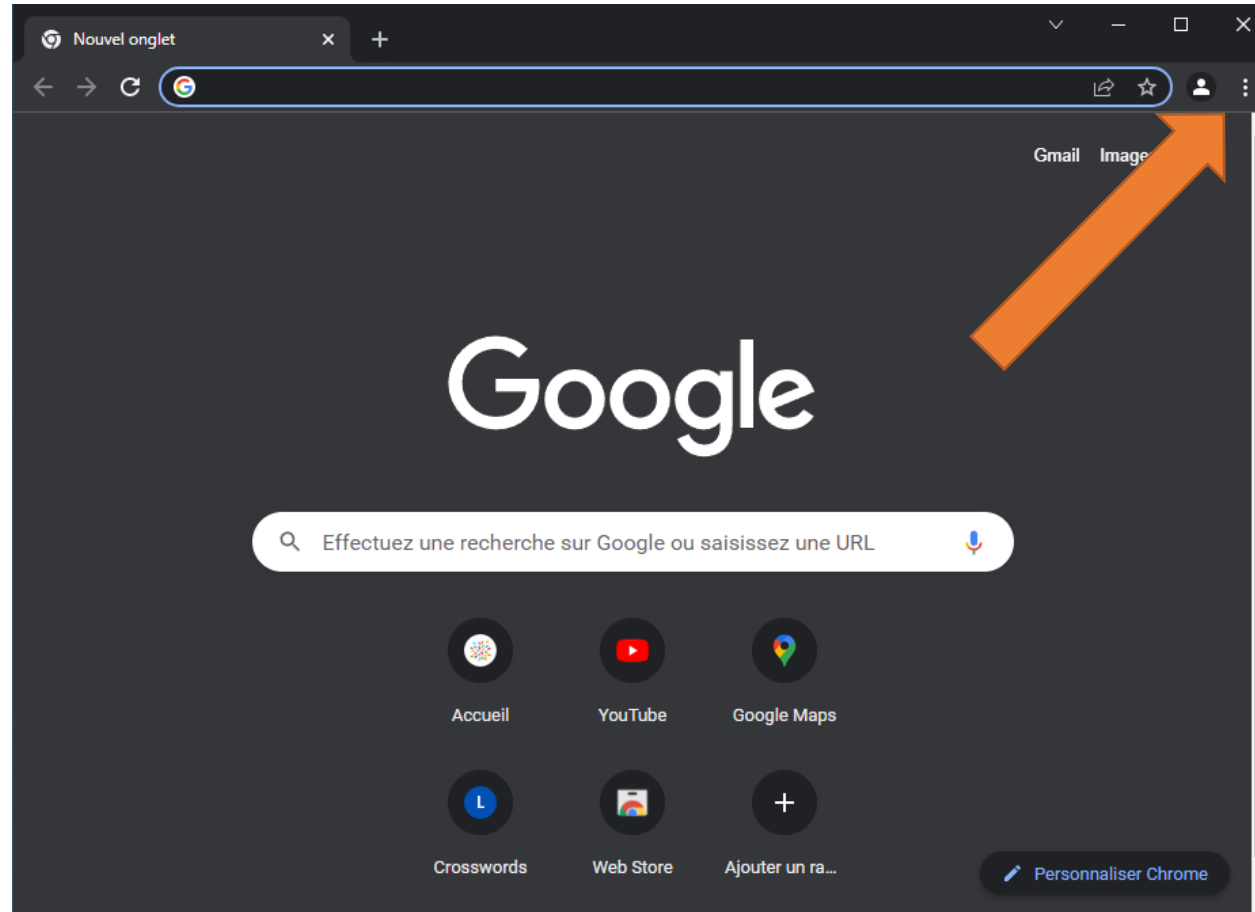 Nouvel onglet
Gmail Images
Google
Effectuez une recherche sur Google ou saisissez une URL
Accueil YouTube Google Maps
L
Crosswords Web Store Ajouter un ra...
Personnaliser Chrome